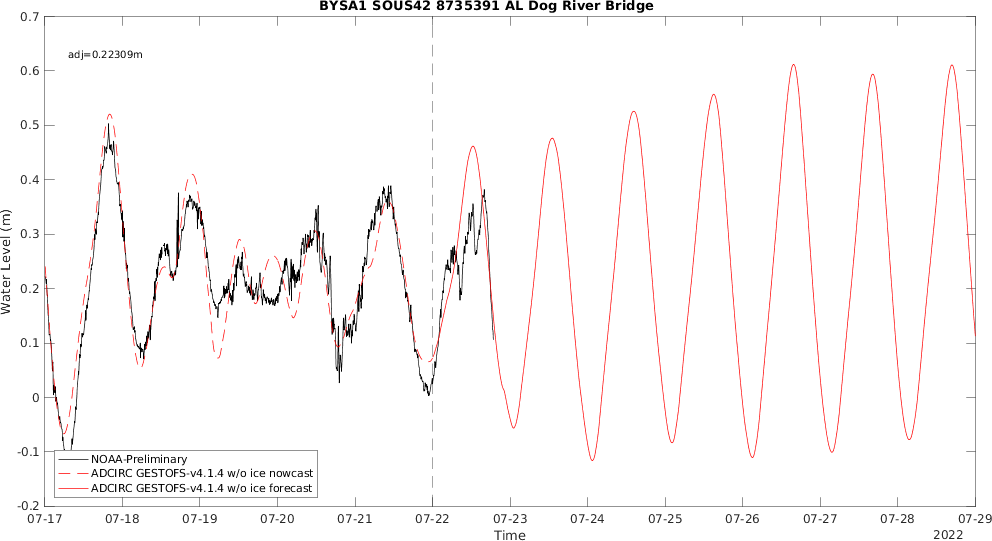 BYSA1 SOUS42 8735391 AL Dog River Bridge
adj=0.22309m
Water Level (m)
0.7
0.6
0.5
0.4
0.3
0.2
0.1
0
-0.1
-0.2
NOAA-Preliminary
ADCIRC GESTOFS-v4.1.4 w/o ice nowcast
ADCIRC GESTOFS-v4.1.4 w/o ice forecast
07-17 07-18 07-19 07-20 07-21 07-22 07-23 07-24 07-25 07-26 07-27 07-28 07-29
Time
2022